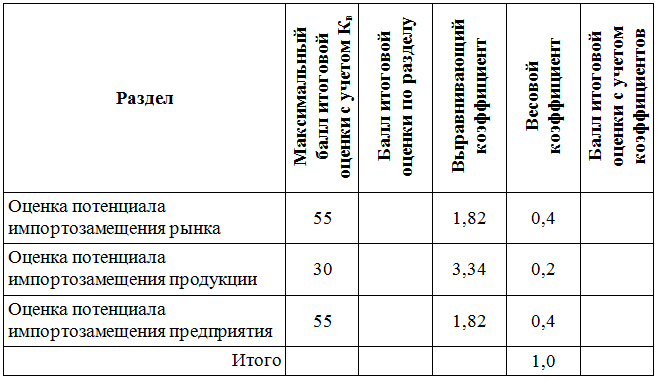 Раздел
Максимальный
балл итоговой
оценки с учетом Кв
Балл итоговой
оценки по разделу
Выравнивающий
коэффициент
Весовой
коэффициент
Балл итоговой
оценки с учетом
коэффициентов
Оценка потенциала
импортозамещения рынка
55
1,82
0,4
Оценка потенциала
импортозамещения продукции
30
3,34
0,2
Оценка потенциала
импортозамещения предприятия
55
1,82
0,4
Итого
1,0